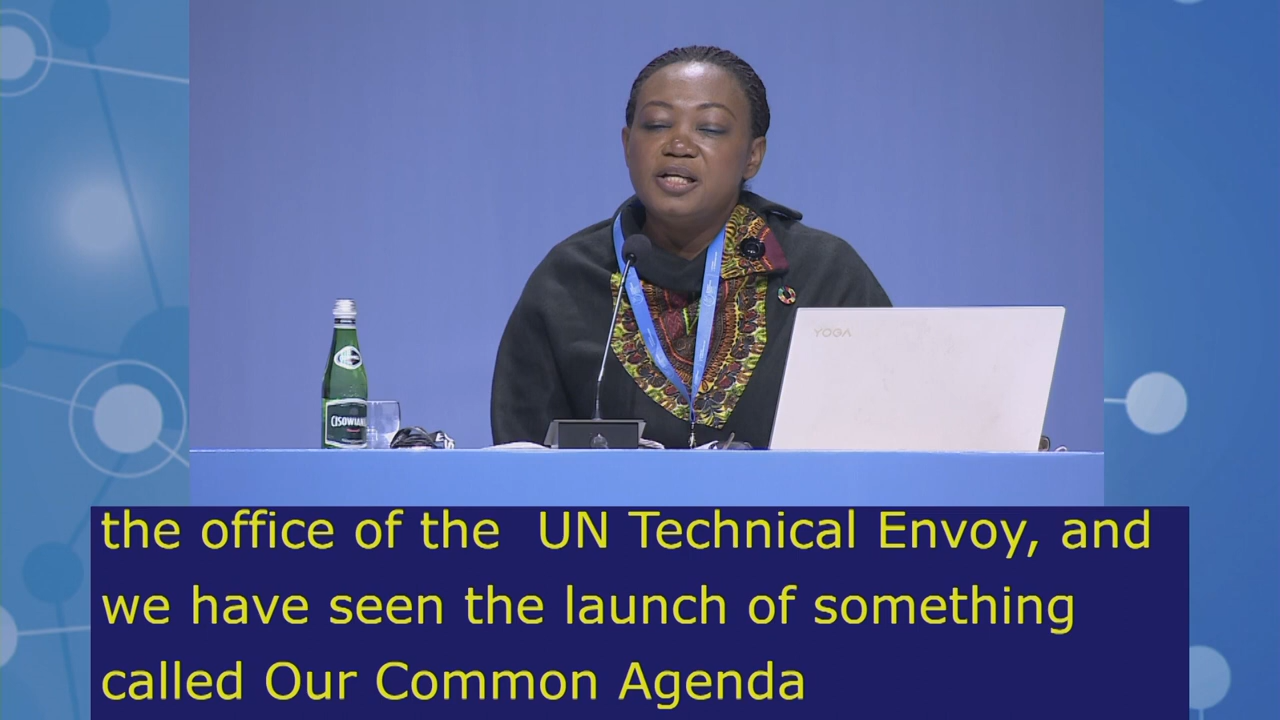 YOGA
CISOWIAN
the office of the  UN Technical Envoy, and
we have seen the launch of something
called Our Common Agenda